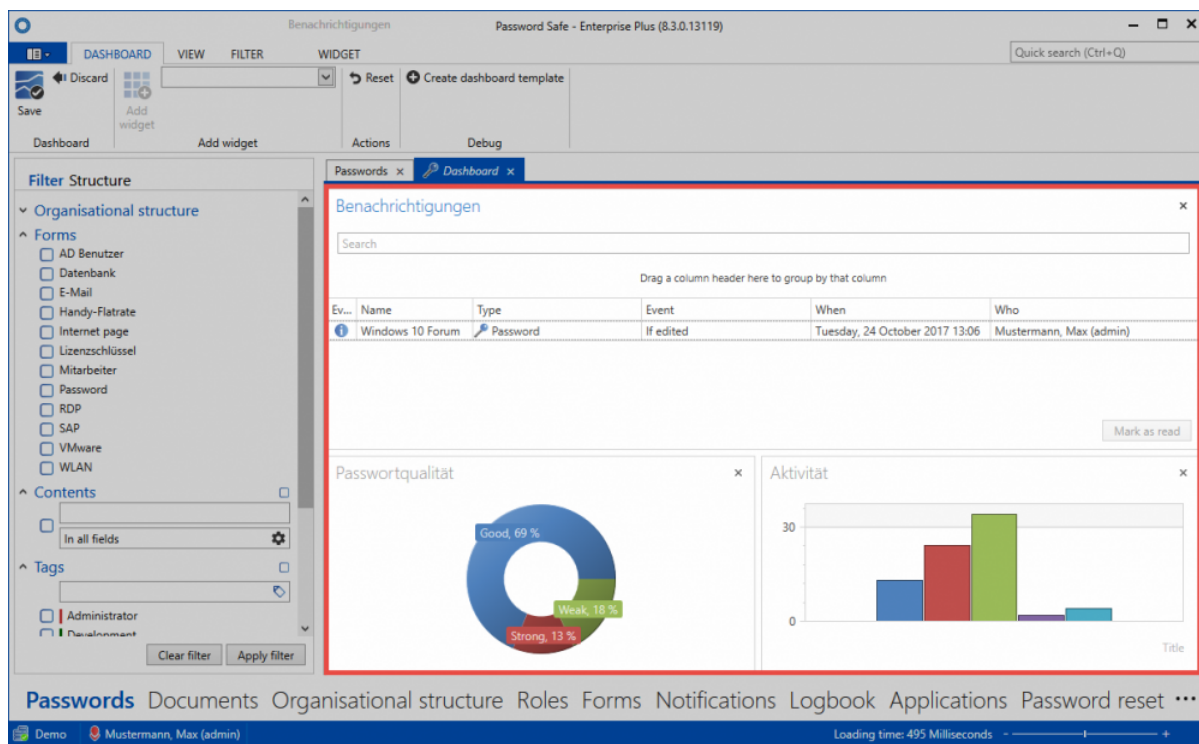 Benachrichtigungen
Password Safe - Enterprise Plus (8.3.0.13119)
DASHBOARD VIEW FILTER WIDGET
Quick search (Ctrl+Q)
Save
Discard
Add widget
Reset
Create dashboard template
Dashboard
Add widget
Actions
Debug
Filter Structure
Organisational structure
Forms
AD Benutzer
Datenbank
E-Mail
Handy-Flatrate
Internet page
Lizenzschlüssel
Mitarbeiter
Password
RDP
SAP
VMware
WLAN
Contents
In all fields
Tags
Administrator
Development
Clear filter Apply filter
Passwords × Dashboard ×
Benachrichtigungen
Search
Drag a column header here to group by that column
Ev... Name Type Event When Who
Windows 10 Forum Password If edited Tuesday, 24 October 2017 13:06 Mustermann, Max (admin)
Mark as read
Passwortqualität
Good, 69 %
Weak, 18 %
Strong, 13 %
Aktivität
30
0
Title
Passwords Documents Organisational structure Roles Forms Notifications Logbook Applications Password reset ...
Demo Mustermann, Max (admin) Loading time: 495 Milliseconds - +